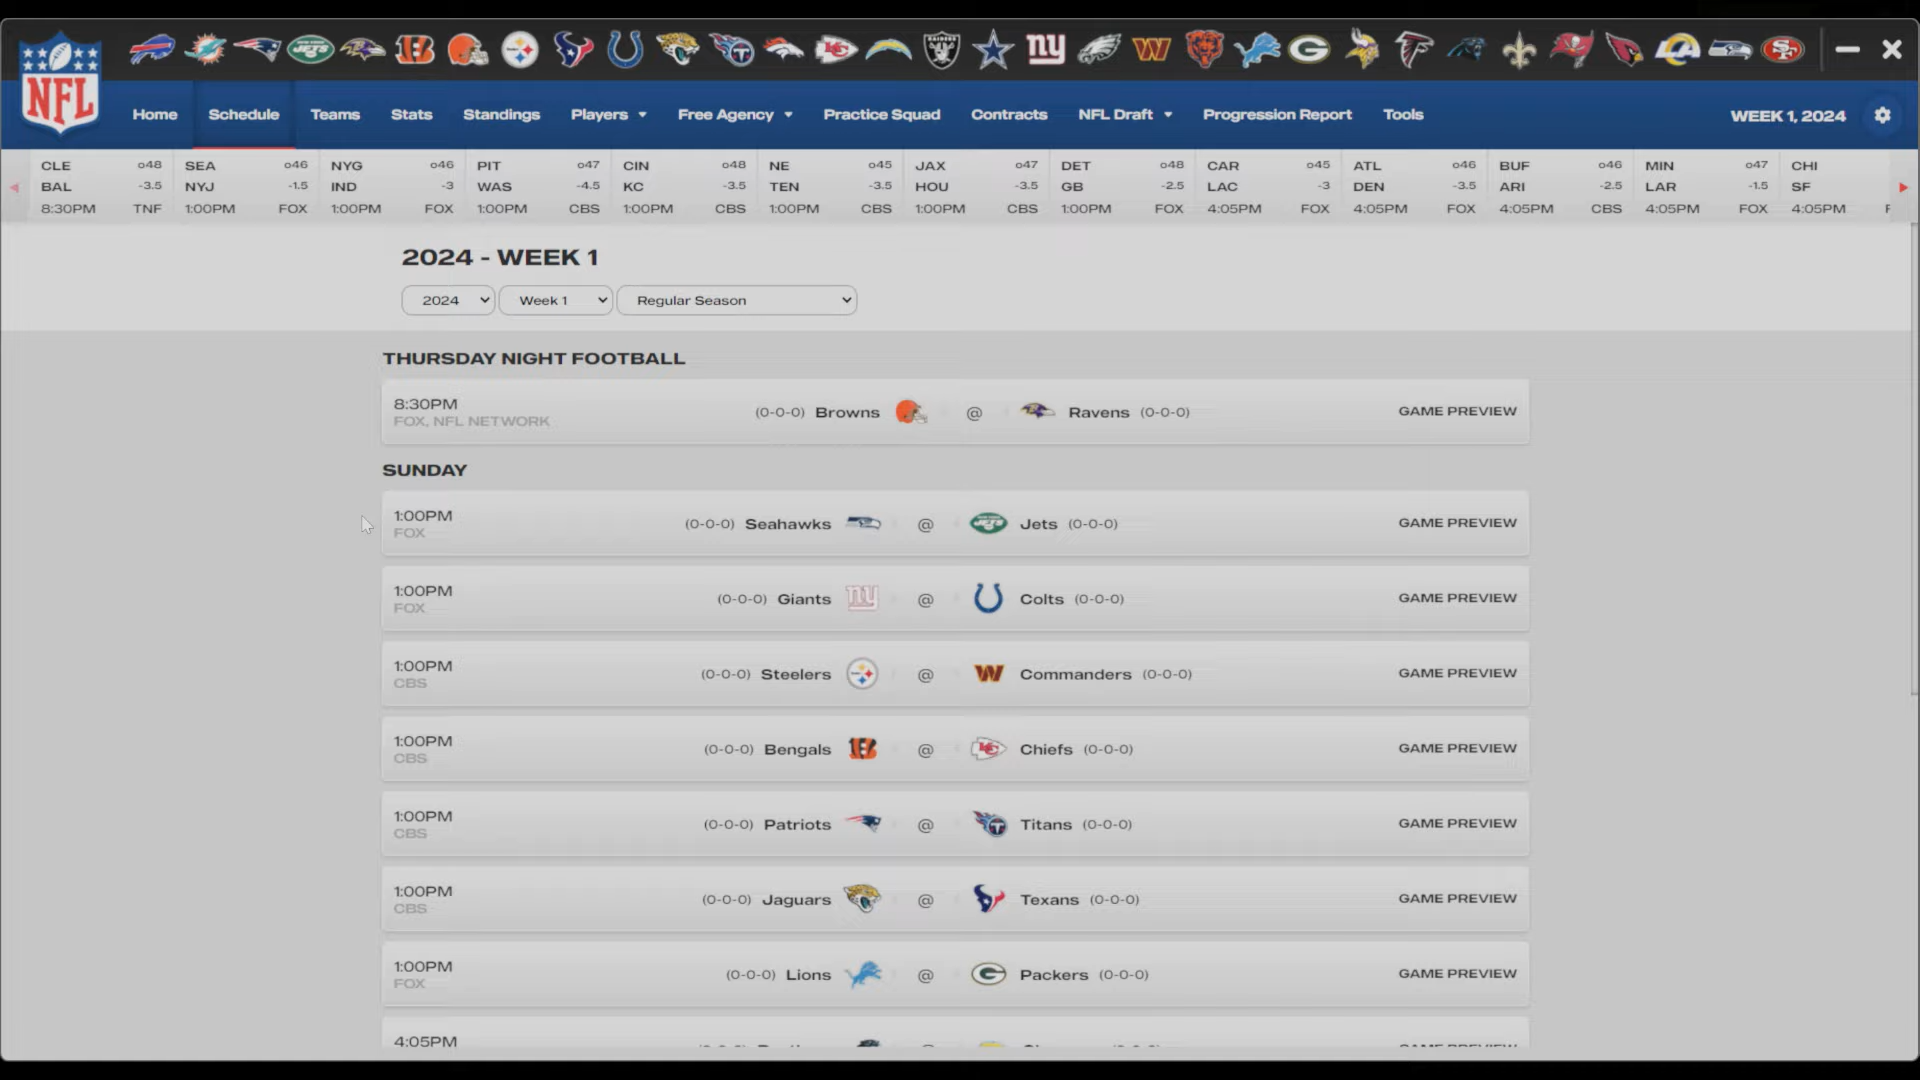 NFL
Home Schedule Teams Stats Standings Players Free Agency Practice Squad Contracts NFL Draft Progression Report Tools WEEK 1, 2024
CLE o48 SEA o46 NYG o46 PIT o47 CIN o48 NE o45 JAX o47 DET o48 CAR o45 ATL o46 BUF o46 MIN o47 CHI
BAL -3.5 NYJ -1.5 IND -3 WAS -4.5 KC -3.5 TEN -3.5 HOU -3.5 GB -2.5 LAC -3 DEN -3.5 ARI -2.5 LAR -1.5 SF
8:30PM TNF 1:00PM FOX 1:00PM FOX 1:00PM CBS 1:00PM CBS 1:00PM CBS 1:00PM CBS 1:00PM FOX 4:05PM FOX 4:05PM FOX 4:05PM CBS 4:05PM FOX 4:05PM
2024 - WEEK 1
2024 Week 1 Regular Season
THURSDAY NIGHT FOOTBALL
8:30PM
FOX, NFL NETWORK
(0-0-0) Browns @ Ravens (0-0-0) GAME PREVIEW
SUNDAY
1:00PM
FOX
(0-0-0) Seahawks @ Jets (0-0-0) GAME PREVIEW
1:00PM
FOX
(0-0-0) Giants @ Colts (0-0-0) GAME PREVIEW
1:00PM
CBS
(0-0-0) Steelers @ Commanders (0-0-0) GAME PREVIEW
1:00PM
CBS
(0-0-0) Bengals @ Chiefs (0-0-0) GAME PREVIEW
1:00PM
CBS
(0-0-0) Patriots @ Titans (0-0-0) GAME PREVIEW
1:00PM
CBS
(0-0-0) Jaguars @ Texans (0-0-0) GAME PREVIEW
1:00PM
FOX
(0-0-0) Lions @ Packers (0-0-0) GAME PREVIEW
4:05PM